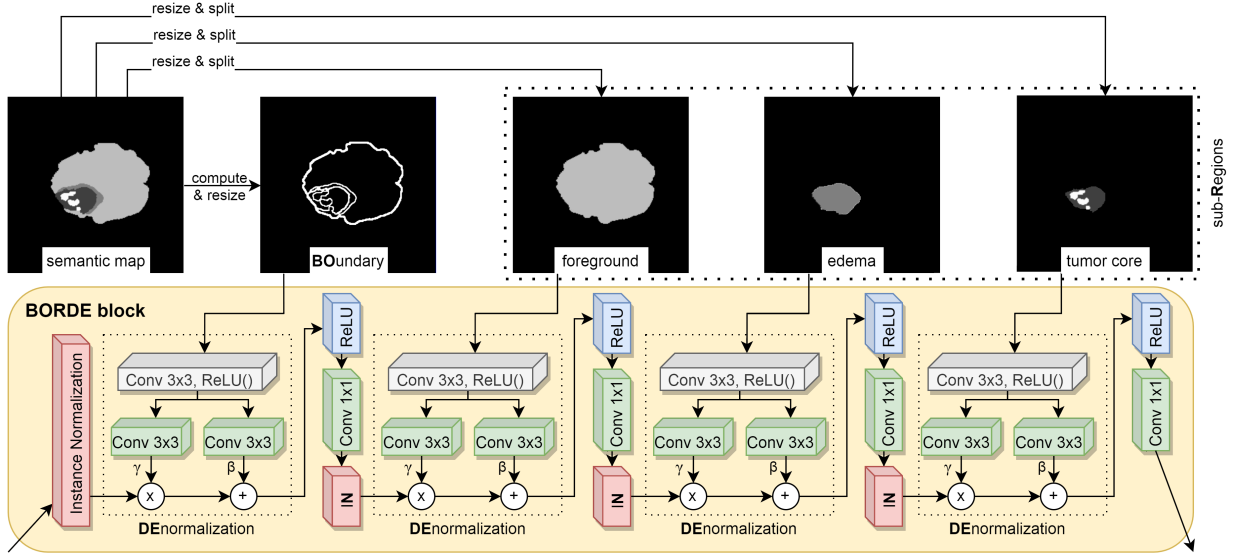 resize & split
resize & split
resize & split
compute
& resize
semantic map
BOundary
foreground
edema
tumor core
sub-Regions
BORDE block
Instance Normalization
Conv 3x3, ReLU()
Conv 3x3
Conv 3x3
γ
β
x
+
DEnormalization
ReLU
Conv 1x1
IN
Conv 3x3, ReLU()
Conv 3x3
Conv 3x3
γ
β
x
+
DEnormalization
ReLU
Conv 1x1
IN
Conv 3x3, ReLU()
Conv 3x3
Conv 3x3
γ
β
x
+
DEnormalization
ReLU
Conv 1x1
IN
Conv 3x3, ReLU()
Conv 3x3
Conv 3x3
γ
β
x
+
DEnormalization
ReLU
Conv 1x1